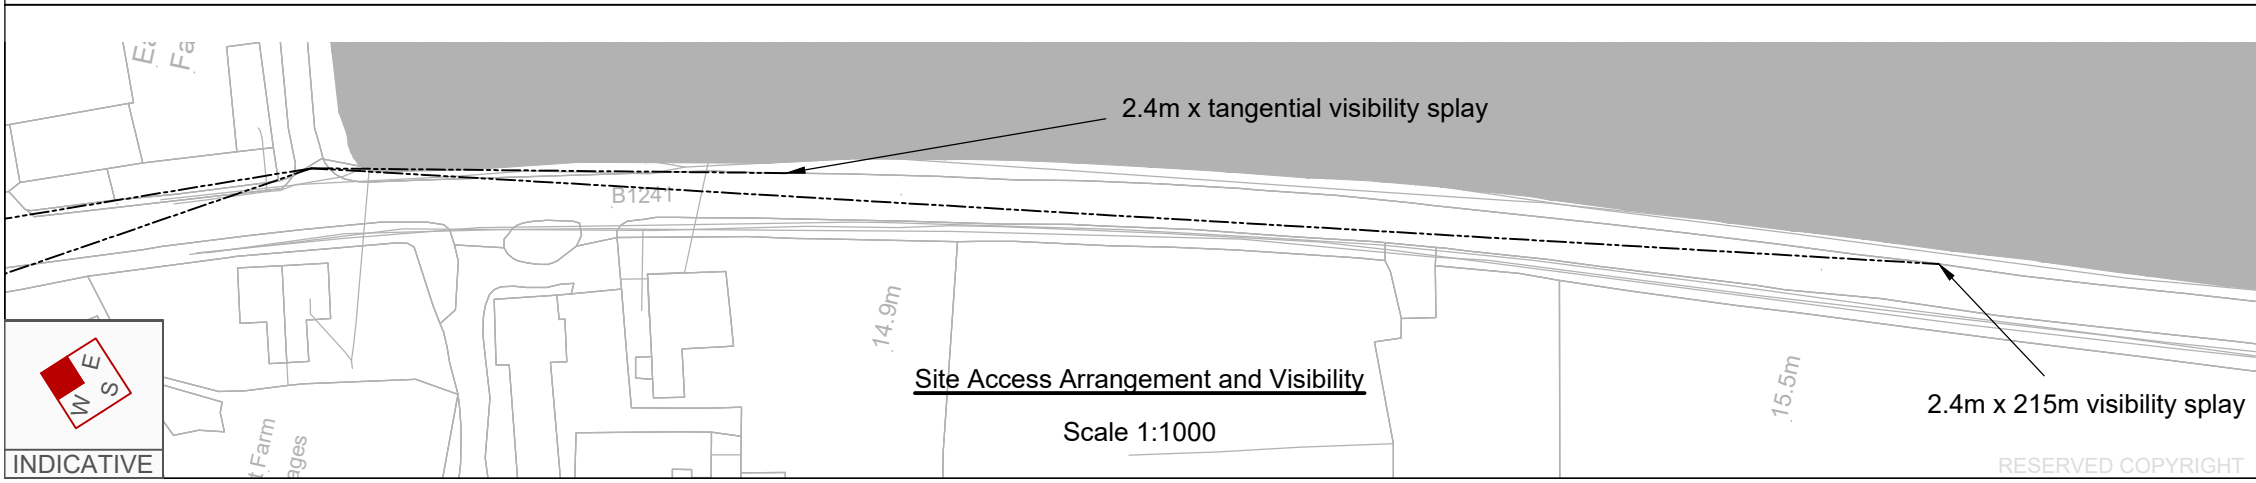 2.4m x tangential visibility splay
B1241
14.9m
Site Access Arrangement and Visibility
Scale 1:1000
15.5m
2.4m x 215m visibility splay
E
S
W
INDICATIVE
Farm
RESERVED COPYRIGHT